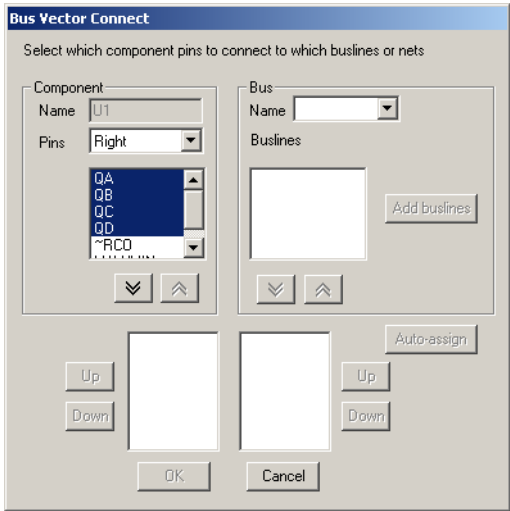 Bus Vector Connect
Select which component pins to connect to which buslines or nets
Component
Name U1
Pins Right
QA
QB
QC
QD
~RCO
Bus
Name
Buslines
Add buslines
Auto-assign
Up
Down
Up
Down
OK
Cancel